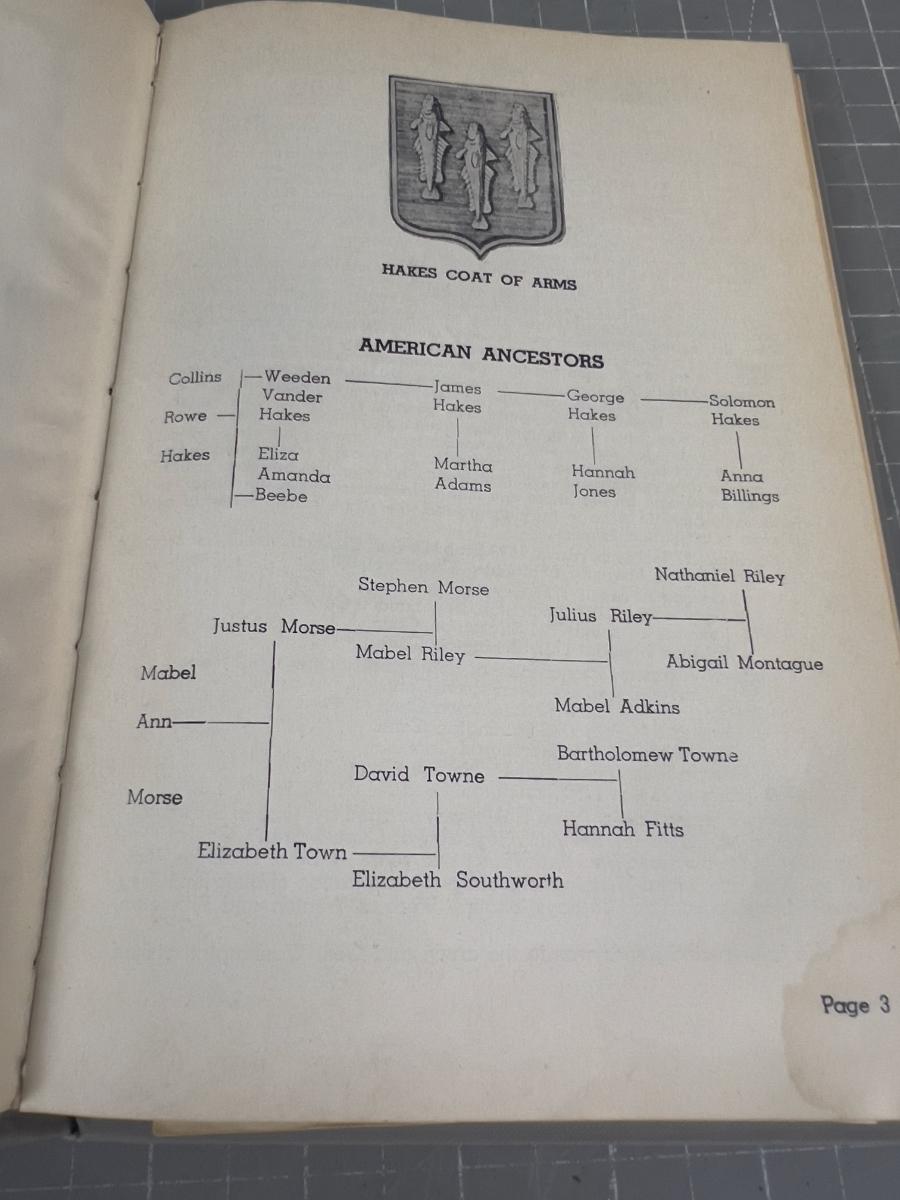 HAKES COAT OF ARMS
AMERICAN ANCESTORS
Collins Weeden James George Solomon
Vander Hakes Hakes Hakes
Rowe Hakes
Hakes Eliza Martha Hannah Anna
Amanda Adams Jones Billings
Beebe
Nathaniel Riley
Stephen Morse
Julius Riley
Justus Morse
Mabel Riley
Abigail Montague
Mabel
Mabel Adkins
Ann
Bartholomew Towne
David Towne
Morse
Hannah Fitts
Elizabeth Town
Elizabeth Southworth
Page 3